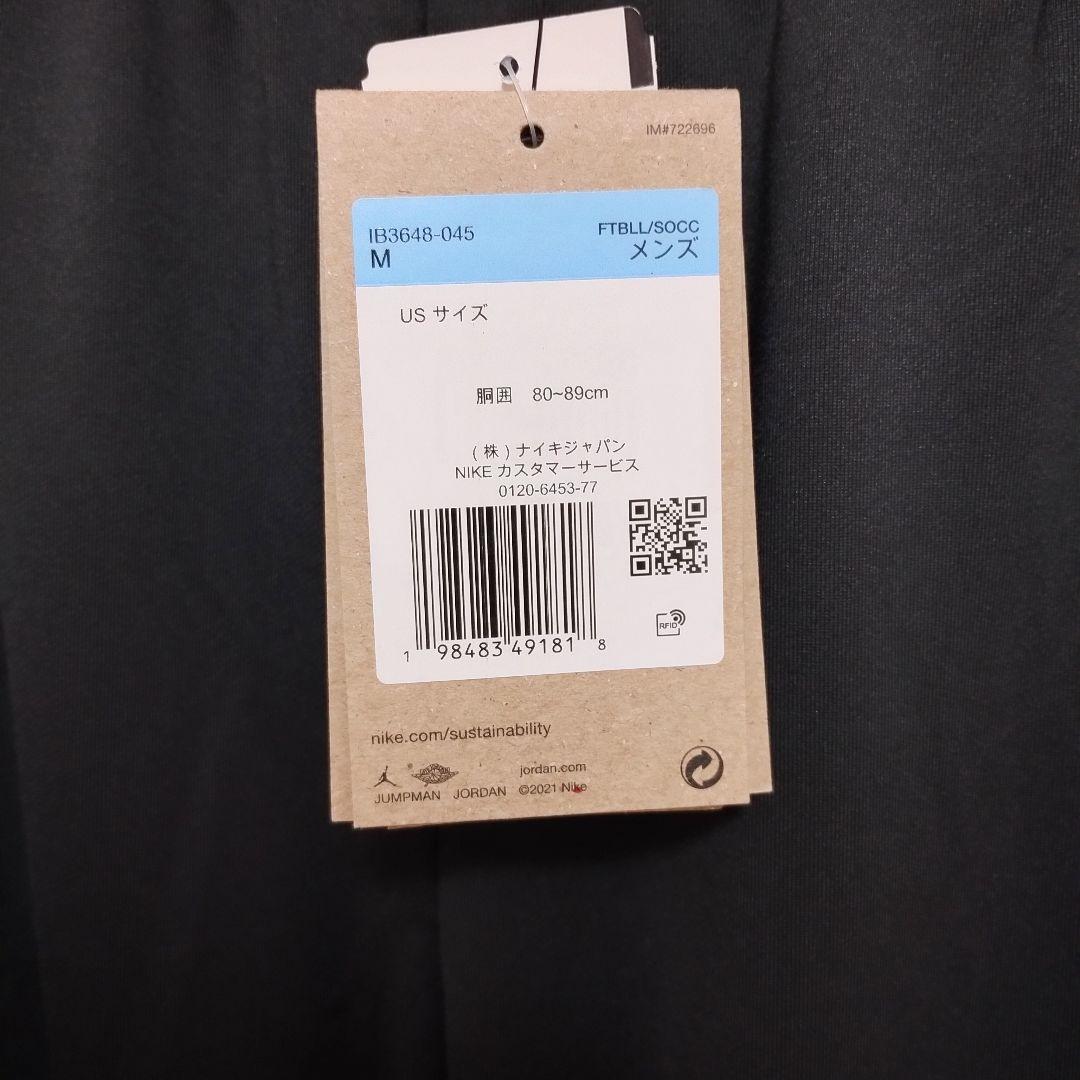 IM#722696
IB3648-045
FTBLL/SOCC
M
メンズ
US サイズ
胴囲 80~89cm
(株)ナイキジャパン
NIKE カスタマーサービス
0120-6453-77
1 98483 49181 8
RFID
nike.com/sustainability
jordan.com
JUMPMAN JORDAN ©2021 Nike